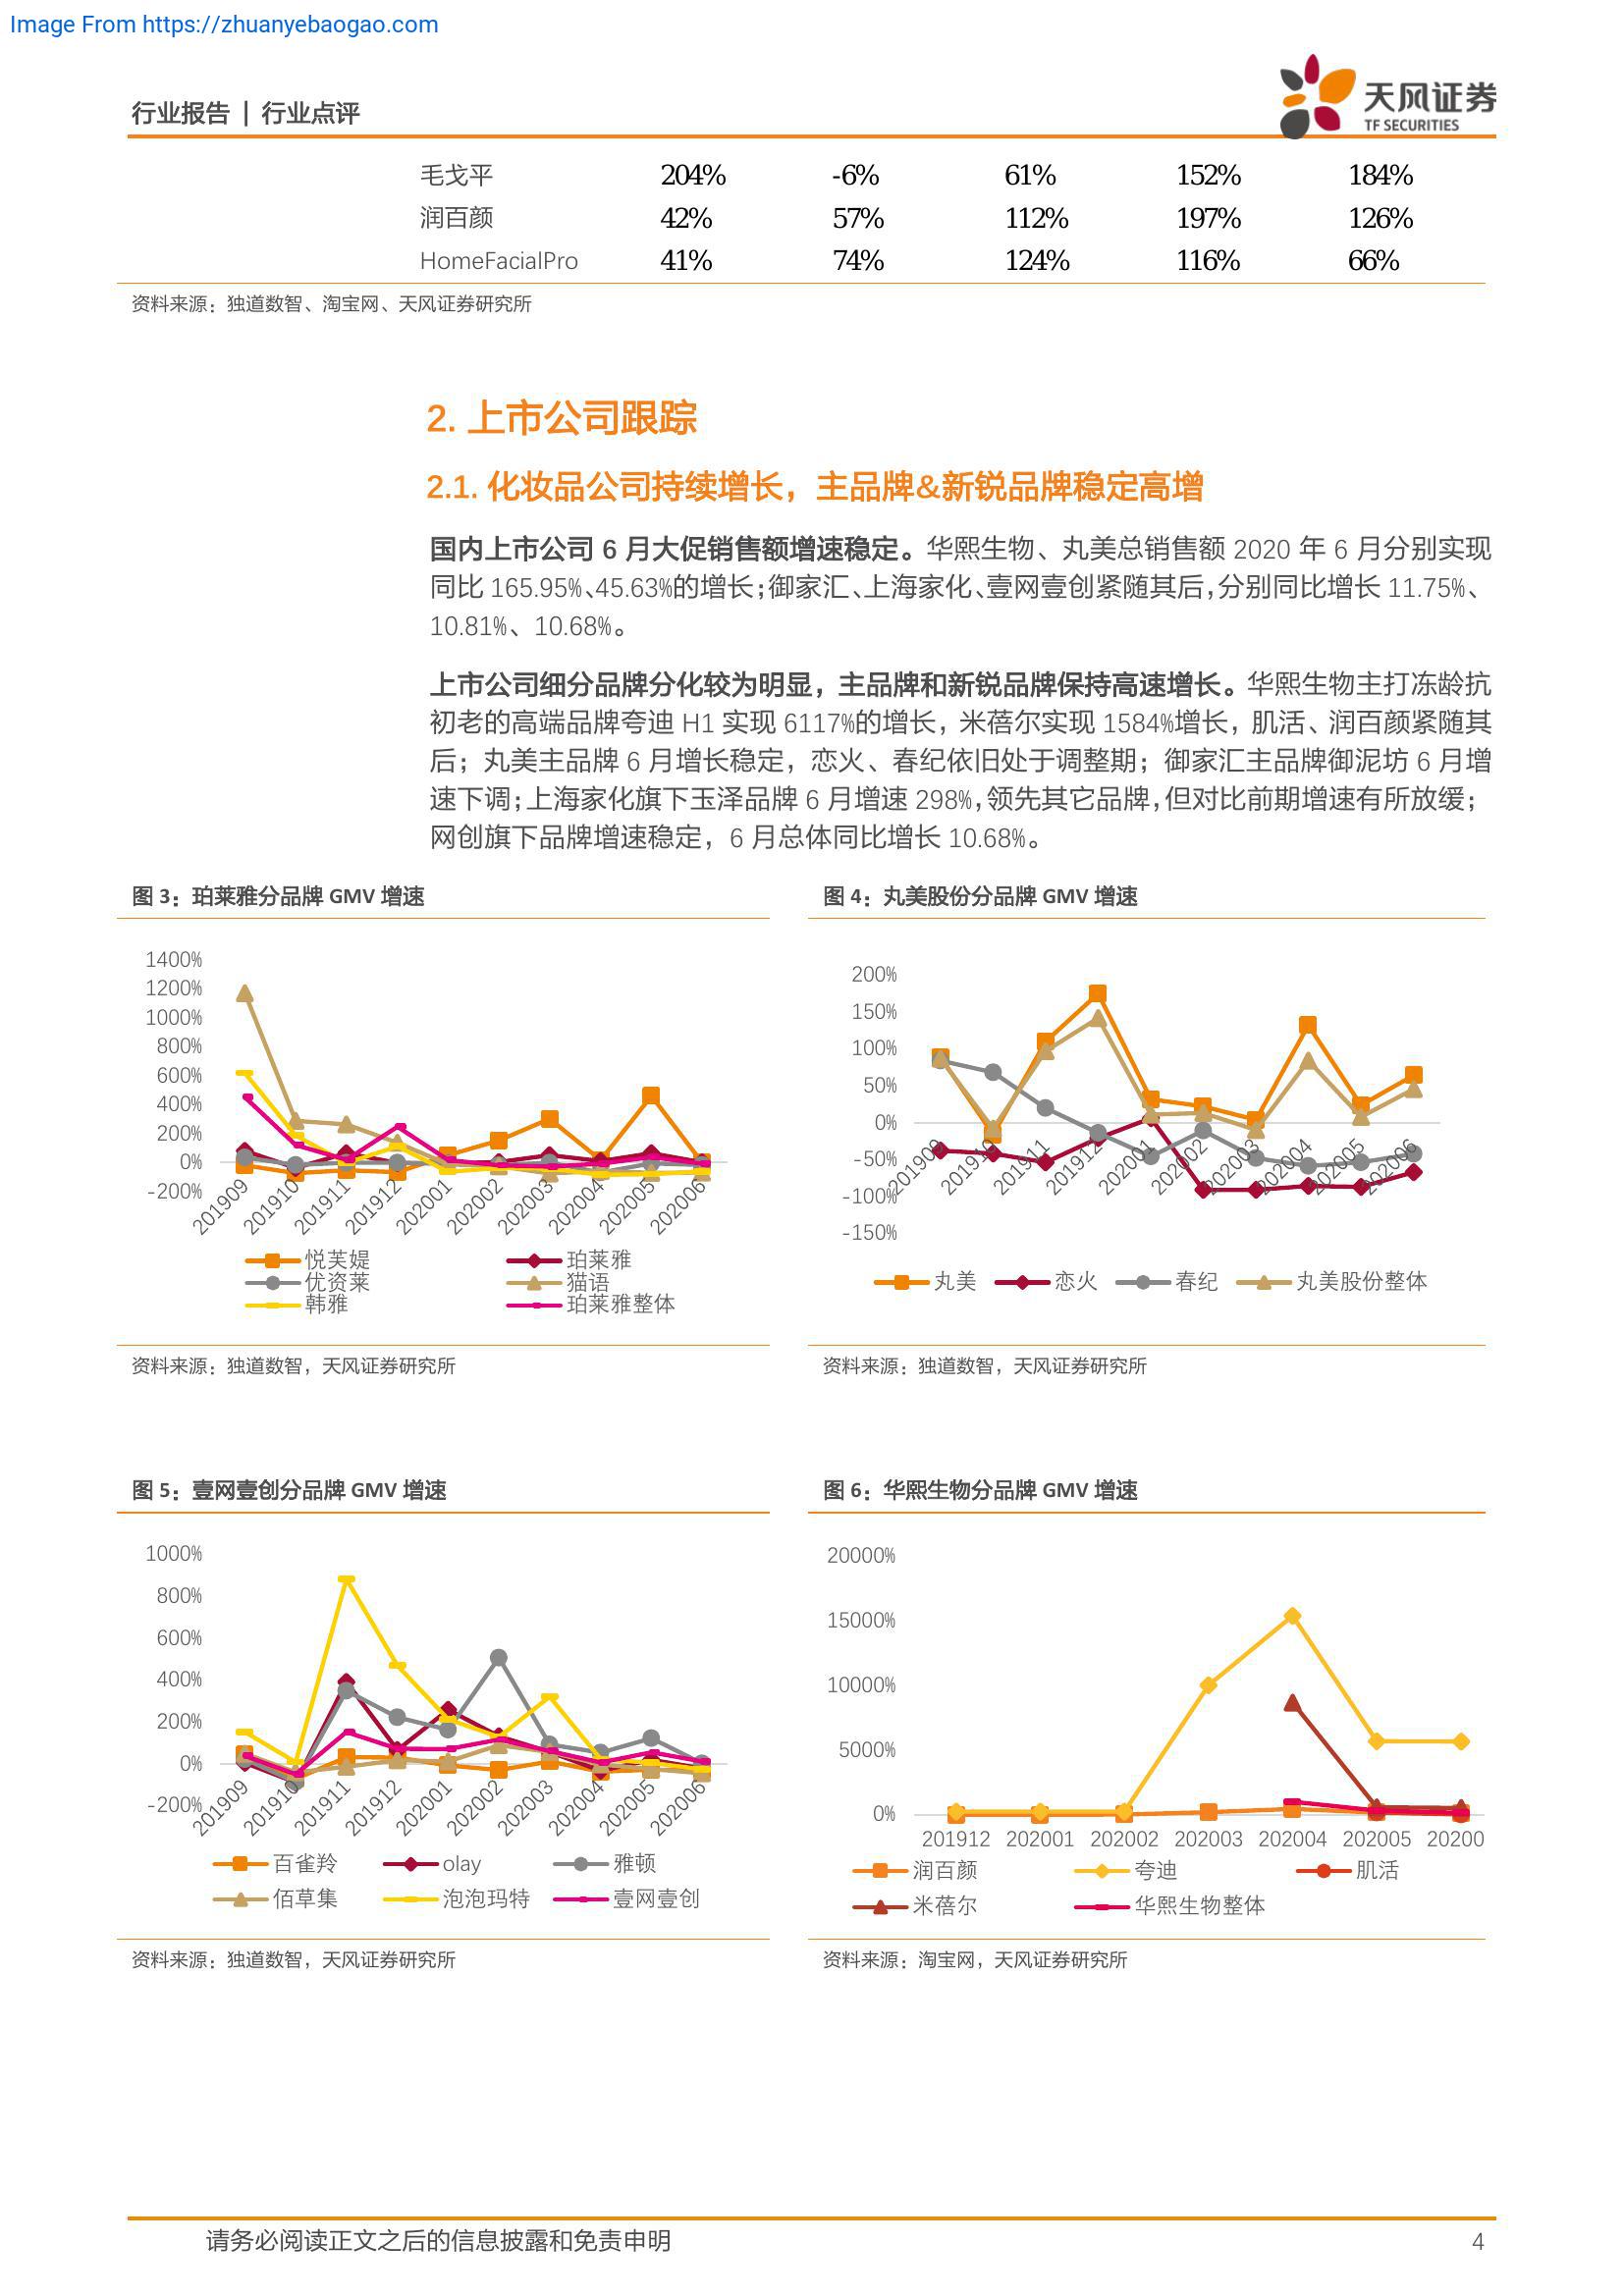 Image From https://zhuanyebaogao.com
行业报告 | 行业点评
天风证券
TF SECURITIES
毛戈平 204% -6% 61% 152% 184%
润百颜 42% 57% 112% 197% 126%
HomeFacialPro 41% 74% 124% 116% 66%
资料来源：独道数智、淘宝网、天风证券研究所
2. 上市公司跟踪
2.1. 化妆品公司持续增长，主品牌&新锐品牌稳定高增
国内上市公司 6 月大促销售额增速稳定。华熙生物、丸美总销售额 2020 年 6 月分别实现
同比 165.95%、45.63%的增长；御家汇、上海家化、壹网壹创紧随其后，分别同比增长 11.75%、
10.81%、10.68%。
上市公司细分品牌分化较为明显，主品牌和新锐品牌保持高速增长。华熙生物主打冻龄抗
初老的高端品牌夸迪 H1 实现 6117%的增长，米蓓尔实现 1584%增长，肌活、润百颜紧随其
后；丸美主品牌 6 月增长稳定，恋火、春纪依旧处于调整期；御家汇主品牌御泥坊 6 月增
速下调；上海家化旗下玉泽品牌 6 月增速 298%，领先其它品牌，但对比前期增速有所放缓；
网创旗下品牌增速稳定，6 月总体同比增长 10.68%。
图 3：珀莱雅分品牌 GMV 增速
1400%
1200%
1000%
800%
600%
400%
200%
0%
-200%
201909 201910 201911 201912 202001 202002 202003 202004 202005 202006
悦芙媞 珀莱雅
优资莱 猫语
韩雅 珀莱雅整体
资料来源：独道数智，天风证券研究所
图 4：丸美股份分品牌 GMV 增速
200%
150%
100%
50%
0%
-50%
-100%
-150%
201909 201910 201911 201912 202001 202002 202003 202004 202005 202006
丸美 恋火 春纪 丸美股份整体
资料来源：独道数智，天风证券研究所
图 5：壹网壹创分品牌 GMV 增速
1000%
800%
600%
400%
200%
0%
-200%
201909 201910 201911 201912 202001 202002 202003 202004 202005 202006
百雀羚 olay 雅顿
佰草集 泡泡玛特 壹网壹创
资料来源：独道数智，天风证券研究所
图 6：华熙生物分品牌 GMV 增速
20000%
15000%
10000%
5000%
0%
201912 202001 202002 202003 202004 202005 20200
润百颜 夸迪 肌活
米蓓尔 华熙生物整体
资料来源：淘宝网，天风证券研究所
请务必阅读正文之后的信息披露和免责申明 4